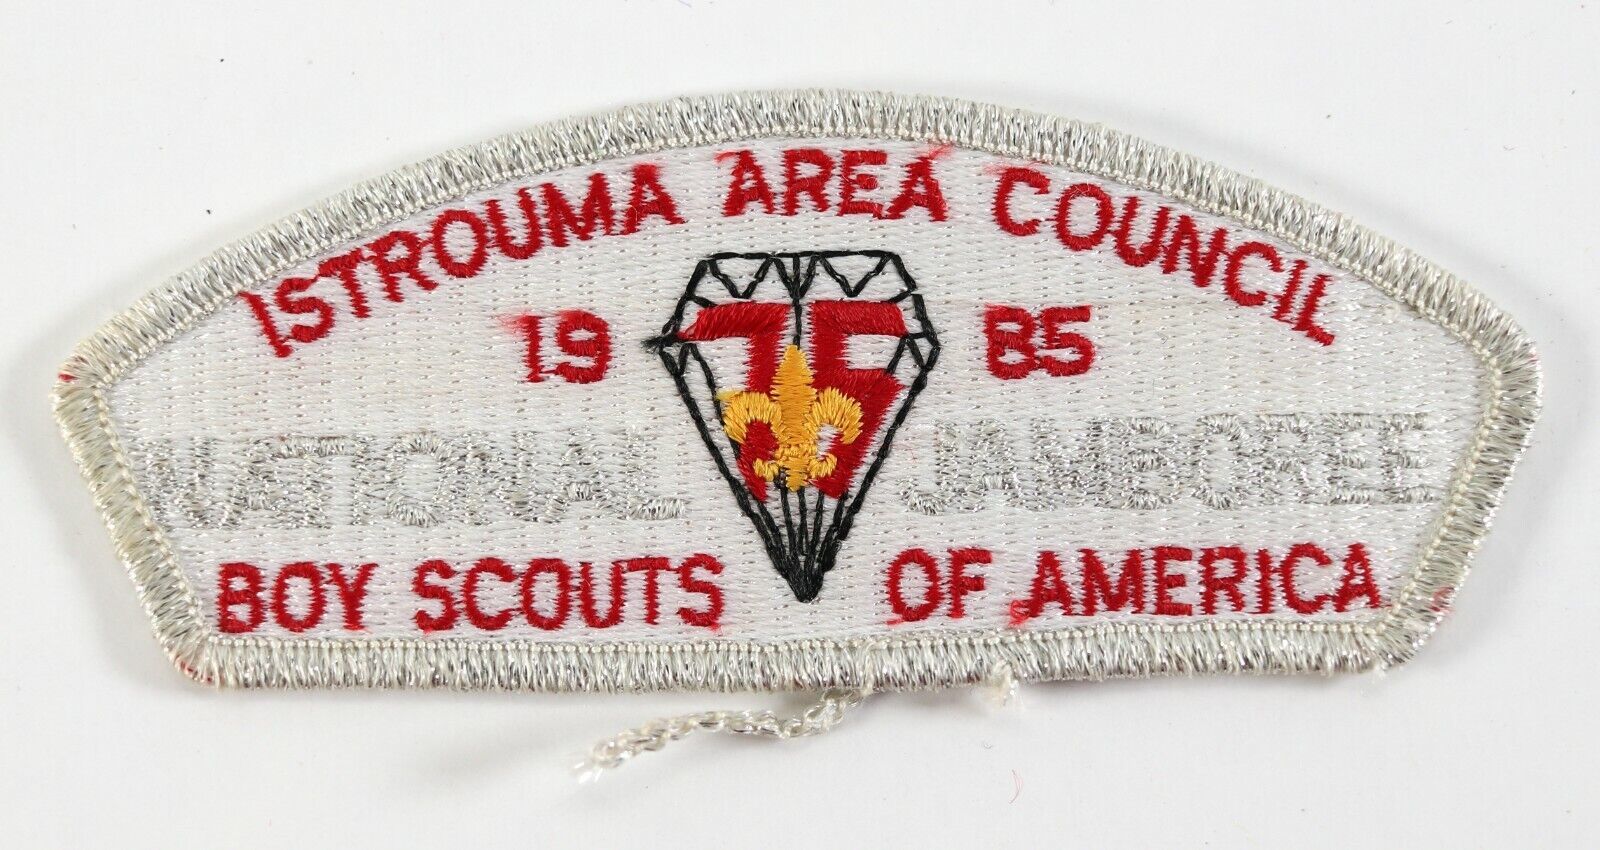 ISTROUMA AREA COUNCIL
19 75 85
NATIONAL JAMBOREE
BOY SCOUTS OF AMERICA